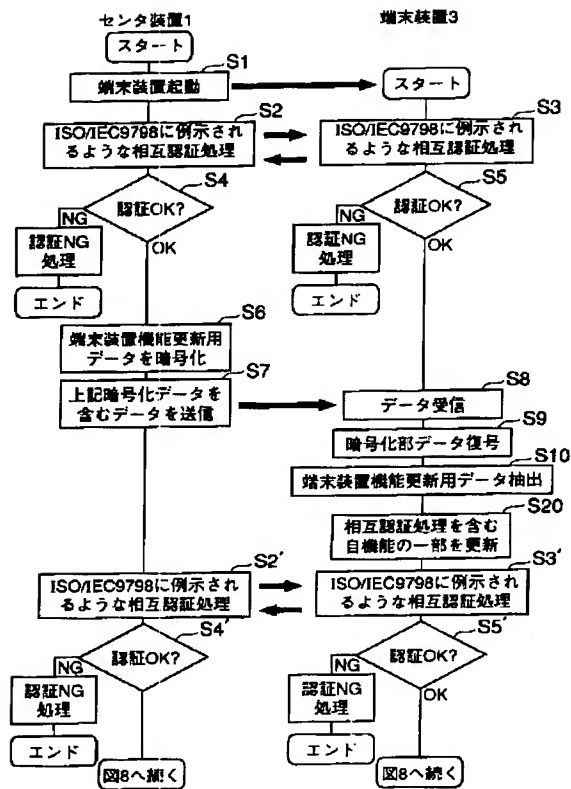 センタ装置1
端末装置3
スタート
S1
端末装置起動
スタート
S2
ISO/IEC9798に例示され
るような相互認証処理
S3
ISO/IEC9798に例示され
るような相互認証処理
S4
認証OK?
NG
OK
認証NG
処理
エンド
S5
認証OK?
NG
OK
認証NG
処理
エンド
S6
端末装置機能更新用
データを暗号化
S7
上記暗号化データを
含むデータを送信
S8
データ受信
S9
暗号化部データ復号
S10
端末装置機能更新用データ抽出
S20
相互認証処理を含む
自機能の一部を更新
S2′
ISO/IEC9798に例示され
るような相互認証処理
S3′
ISO/IEC9798に例示され
るような相互認証処理
S4′
認証OK?
NG
認証NG
処理
エンド
図8へ続く
S5′
認証OK?
NG
OK
認証NG
処理
エンド
図8へ続く